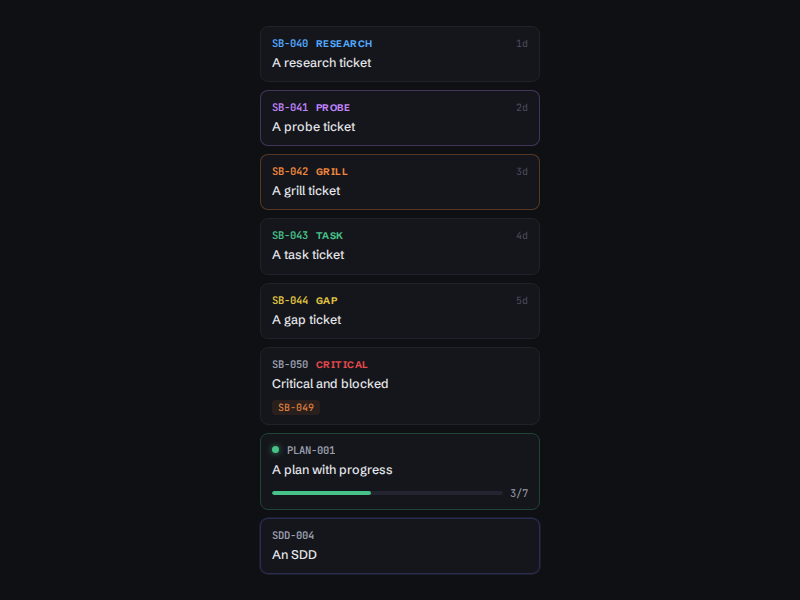 SB-040 RESEARCH 1d
A research ticket
SB-041 PROBE 2d
A probe ticket
SB-042 GRILL 3d
A grill ticket
SB-043 TASK 4d
A task ticket
SB-044 GAP 5d
A gap ticket
SB-050 CRITICAL
Critical and blocked
SB-049
PLAN-001
A plan with progress
3/7
SDD-004
An SDD